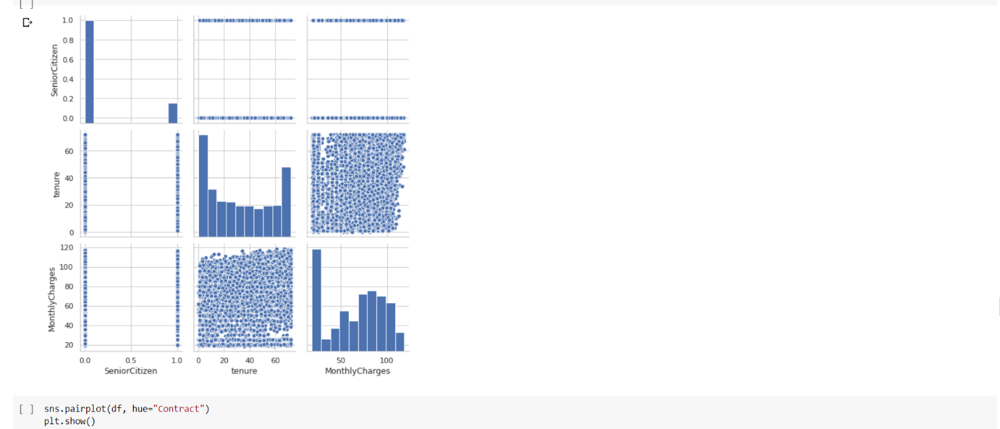 [ ]
1.0
0.8
0.6
0.4
0.2
0.0
SeniorCitizen
60
40
20
0
tenure
120
100
80
60
40
20
MonthlyCharges
0.0 0.5 1.0 0 20 40 60 50 100
SeniorCitizen tenure MonthlyCharges
[ ] sns.pairplot(df, hue="Contract")
plt.show()